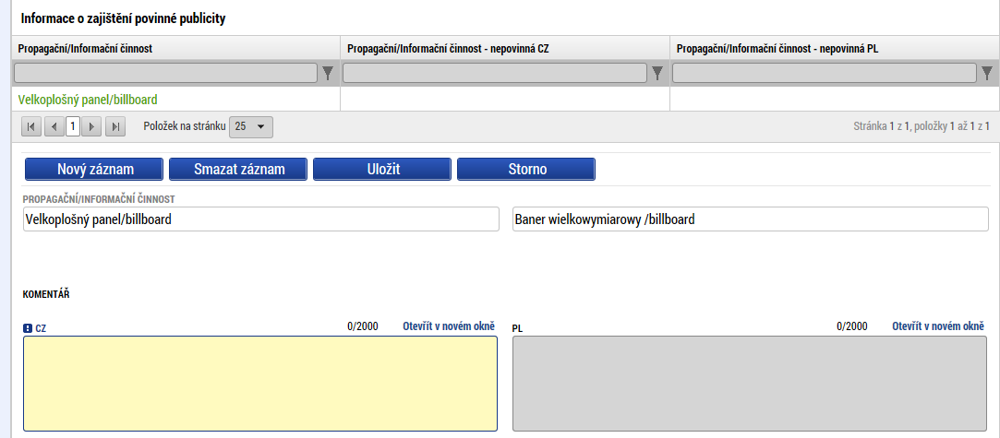 Informace o zajištění povinné publicity
Propagační/Informační činnost Propagační/Informační činnost - nepovinná CZ Propagační/Informační činnost - nepovinná PL
Velkoplošný panel/billboard
1 Položek na stránku 25 Stránka 1 z 1, položky 1 až 1 z 1
Nový záznam Smazat záznam Uložit Storno
PROPAGAČNÍ/INFORMAČNÍ ČINNOST
Velkoplošný panel/billboard Baner wielkowymiarowy /billboard
KOMENTÁŘ
CZ 0/2000 Otevřít v novém okně PL 0/2000 Otevřít v novém okně